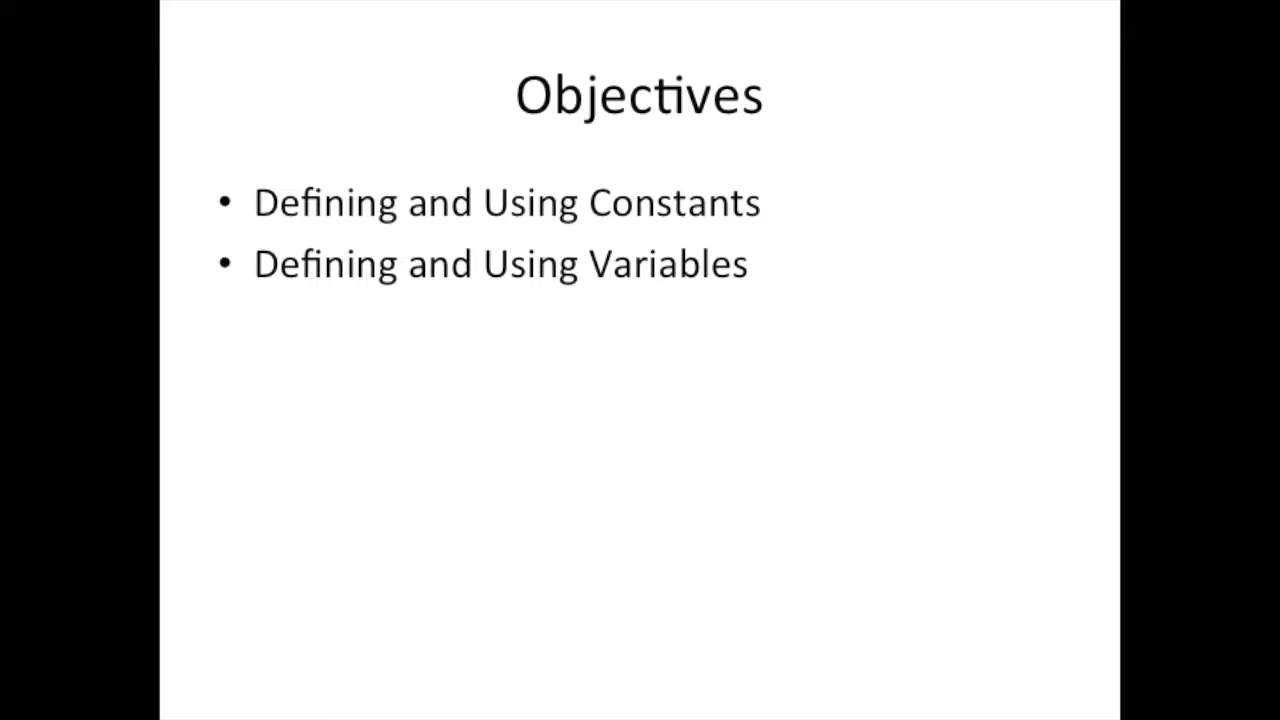 Objectives
• Defining and Using Constants
• Defining and Using Variables